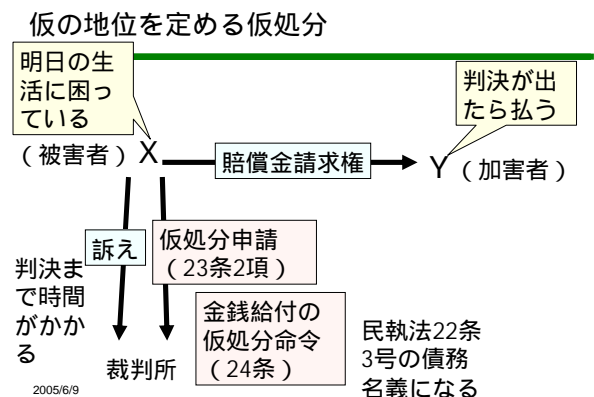 仮の地位を定める仮処分
明日の生
活に困っ
ている
判決が出
たら払う
(被害者) X
賠償金請求権
Y (加害者)
訴え
仮処分申請
(23条2項)
判決ま
で時間
がかか
る
金銭給付の
仮処分命令
(24条)
民執法22条
3号の債務
名義になる
裁判所
2005/6/9